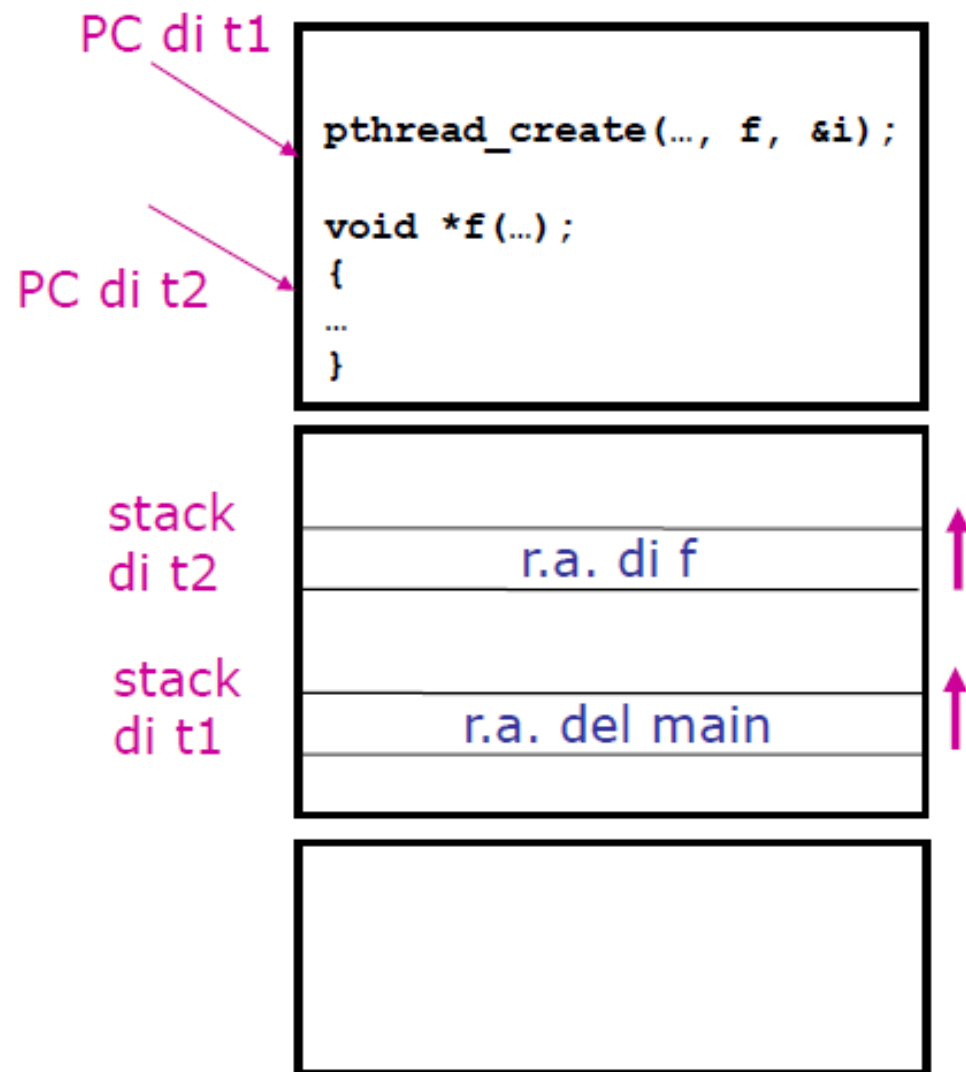 PC di t1
pthread_create(…, f, &i);
void *f(…);
PC di t2
{
…
}
stack
di t2
r.a. di f
stack
di t1
r.a. del main